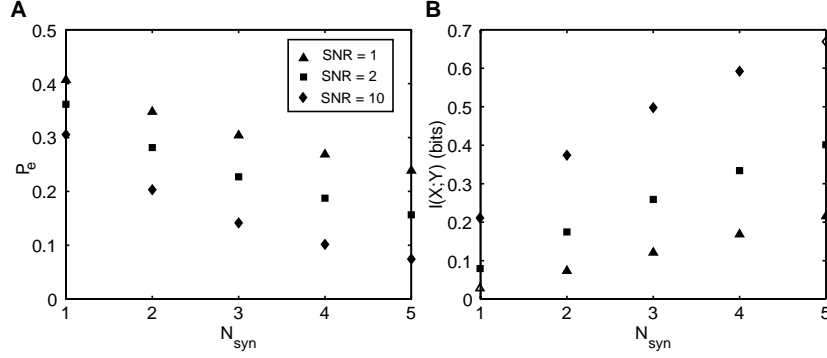 A
B
0.5
0.4
0.3
0.2
0.1
0
P_e
SNR = 1
SNR = 2
SNR = 10
1
2
3
4
5
N_syn
0.7
0.6
0.5
0.4
0.3
0.2
0.1
0
I(X;Y) (bits)
1
2
3
4
5
N_syn